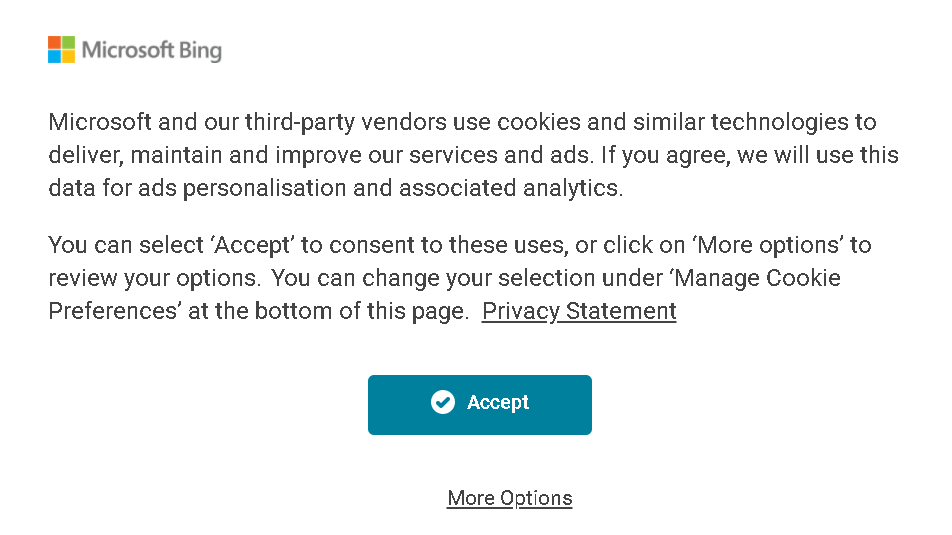 Microsoft Bing
Microsoft and our third-party vendors use cookies and similar technologies to
deliver, maintain and improve our services and ads. If you agree, we will use this
data for ads personalisation and associated analytics.
You can select ‘Accept’ to consent to these uses, or click on ‘More options’ to
review your options. You can change your selection under ‘Manage Cookie
Preferences’ at the bottom of this page. Privacy Statement
Accept
More Options